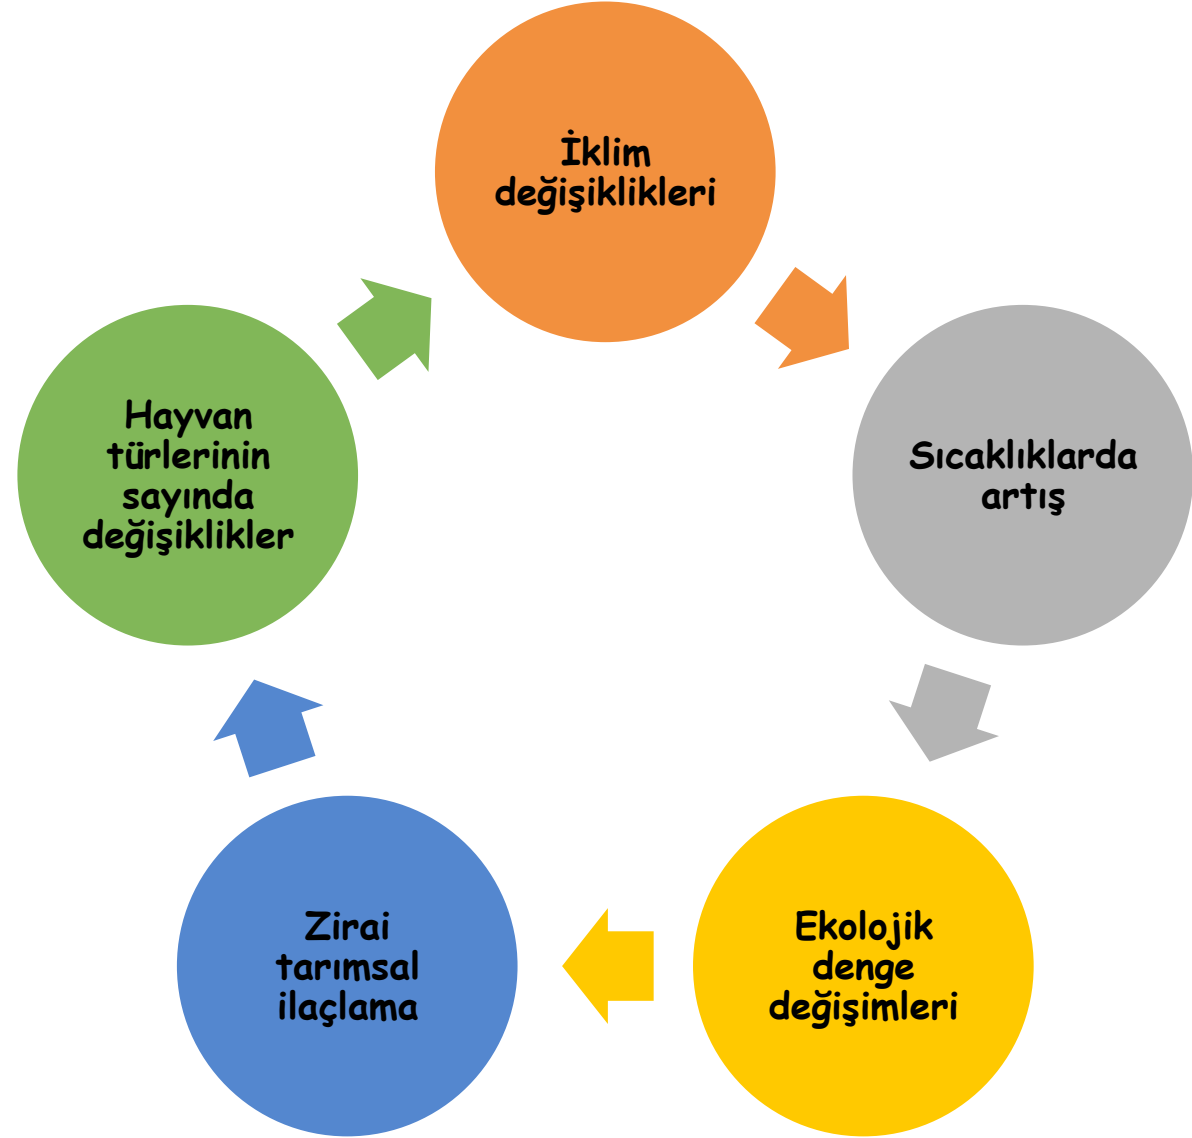 İklim
değişiklikleri
Sıcaklıklarda
artış
Ekolojik
denge
değişimleri
Zirai
tarımsal
ilaçlama
Hayvan
türlerinin
sayında
değişiklikler